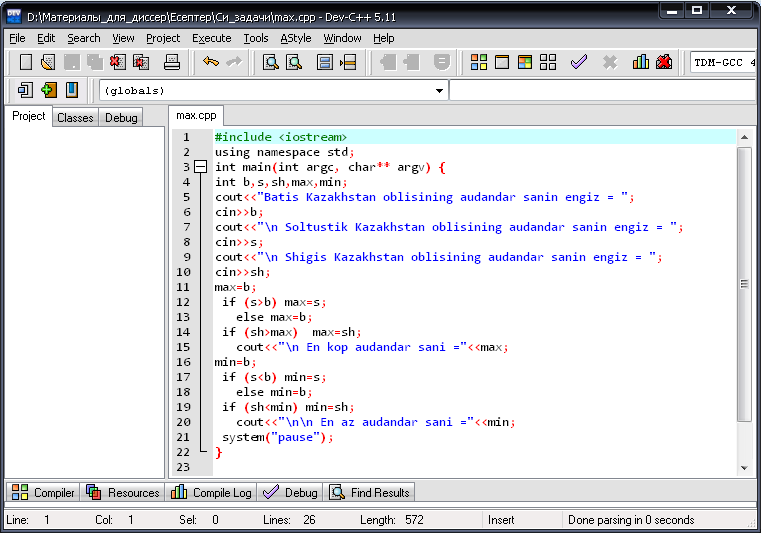 D:\Материалы_для_диссер\Есептер\Си_задачи\max.cpp - Dev-C++ 5.11
File Edit Search View Project Execute Tools AStyle Window Help
TDM-GCC 4
(globals)
Project Classes Debug
max.cpp
1 #include <iostream>
2 using namespace std;
3 int main(int argc, char** argv) {
4 int b,s,sh,max,min;
5 cout<<"Batis Kazakhstan oblisining audandar sanin engiz = ";
6 cin>>b;
7 cout<<"\n Soltustik Kazakhstan oblisining audandar sanin engiz = ";
8 cin>>s;
9 cout<<"\n Shigis Kazakhstan oblisining audandar sanin engiz = ";
10 cin>>sh;
11 max=b;
12 if (s>b) max=s;
13 else max=b;
14 if (sh>max)  max=sh;
15 cout<<"\n En kop audandar sani ="<<max;
16 min=b;
17 if (s<b) min=s;
18 else min=b;
19 if (sh<min) min=sh;
20 cout<<"\n\n En az audandar sani ="<<min;
21 system("pause");
22 }
23
Compiler Resources Compile Log Debug Find Results
Line: 1 Col: 1 Sel: 0 Lines: 26 Length: 572 Insert Done parsing in 0 seconds